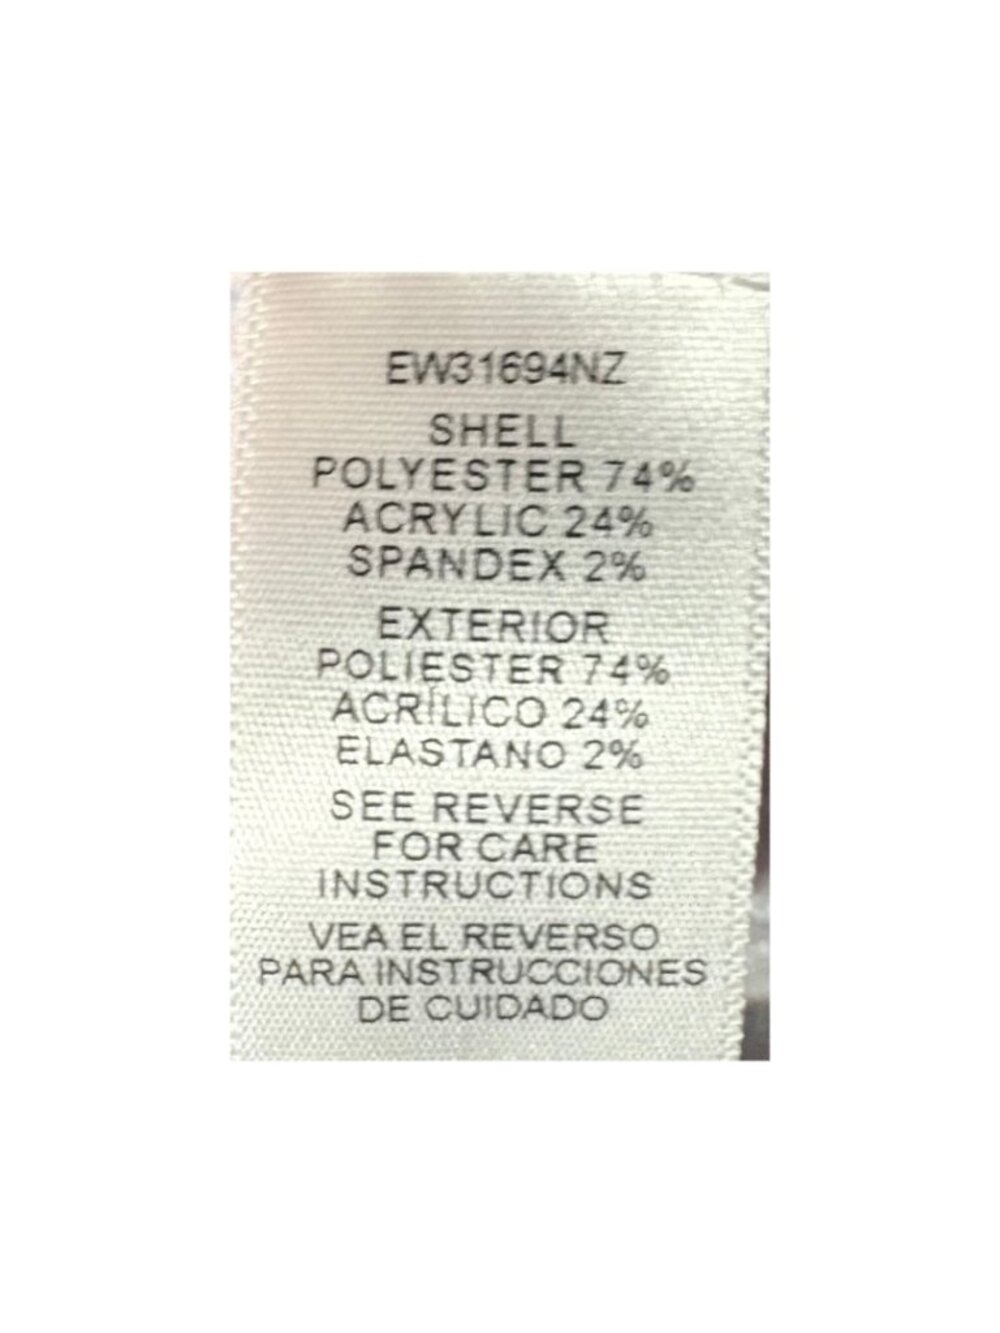 EW31694NZ
SHELL
POLYESTER 74%
ACRYLIC 24%
SPANDEX 2%
EXTERIOR
POLIESTER 74%
ACRÍLICO 24%
ELASTANO 2%
SEE REVERSE
FOR CARE
INSTRUCTIONS
VEA EL REVERSO
PARA INSTRUCCIONES
DE CUIDADO